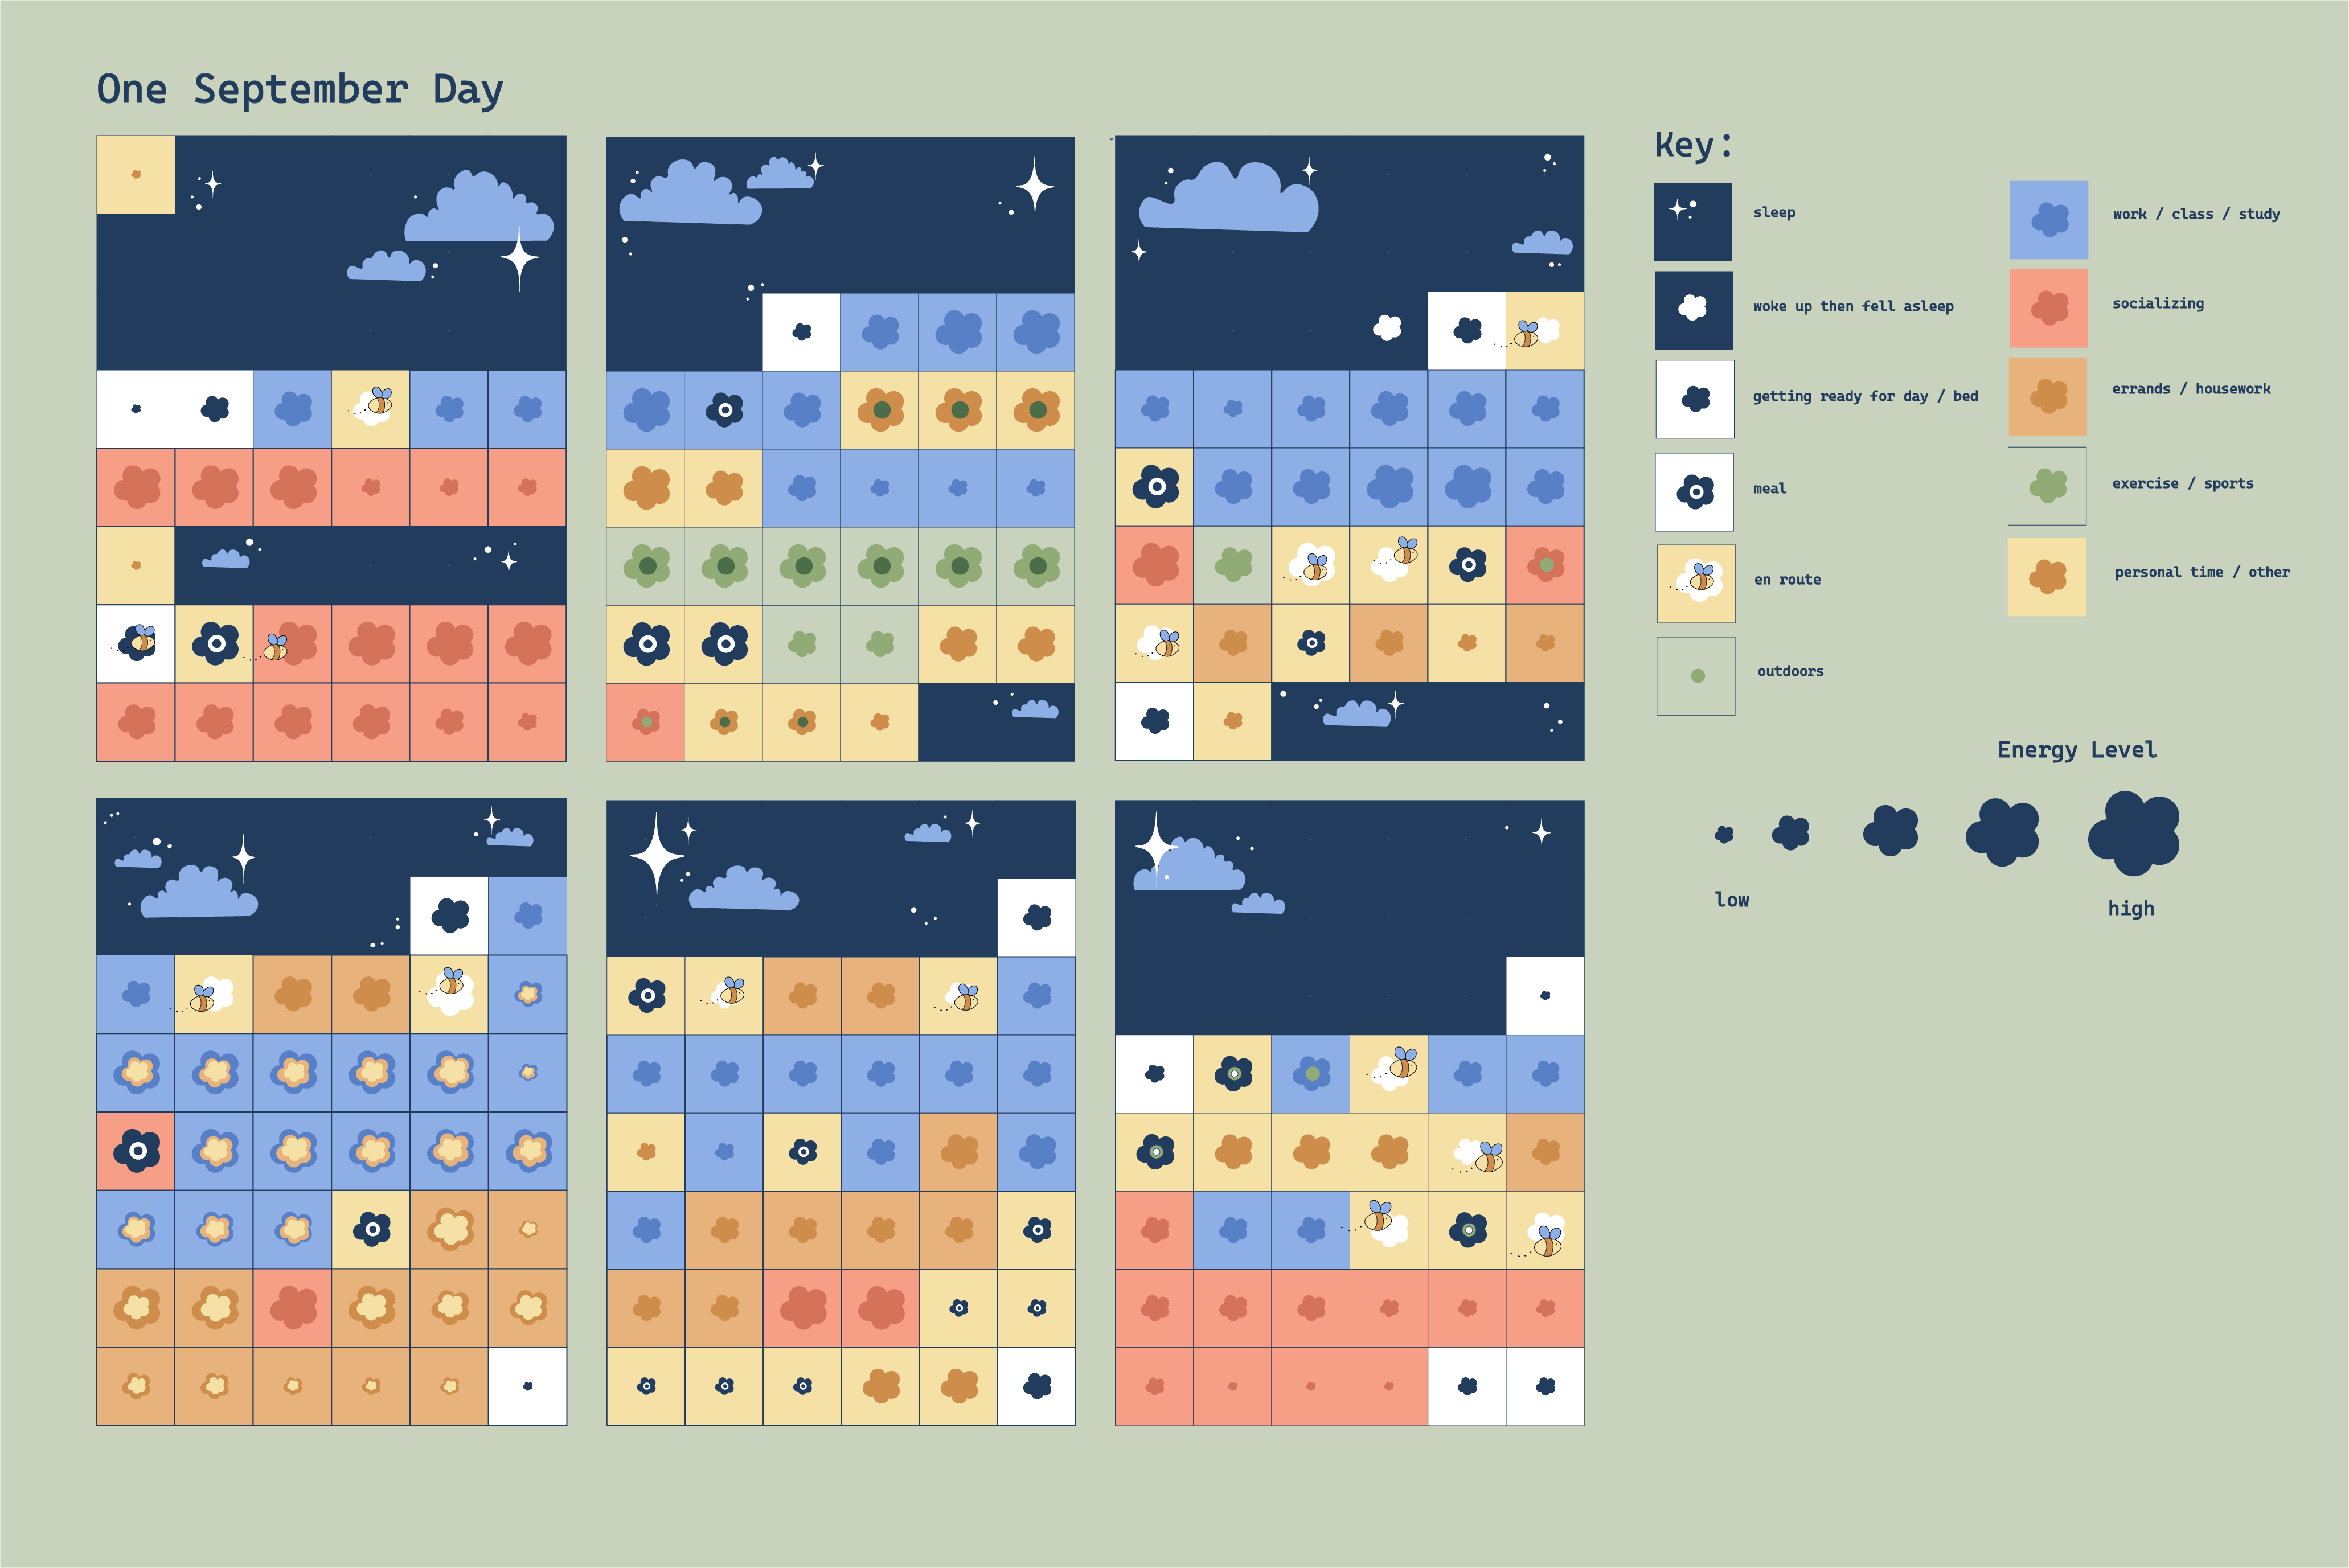 One September Day
Key:
sleep
work / class / study
woke up then fell asleep
socializing
getting ready for day / bed
errands / housework
meal
exercise / sports
en route
personal time / other
outdoors
Energy Level
low
high